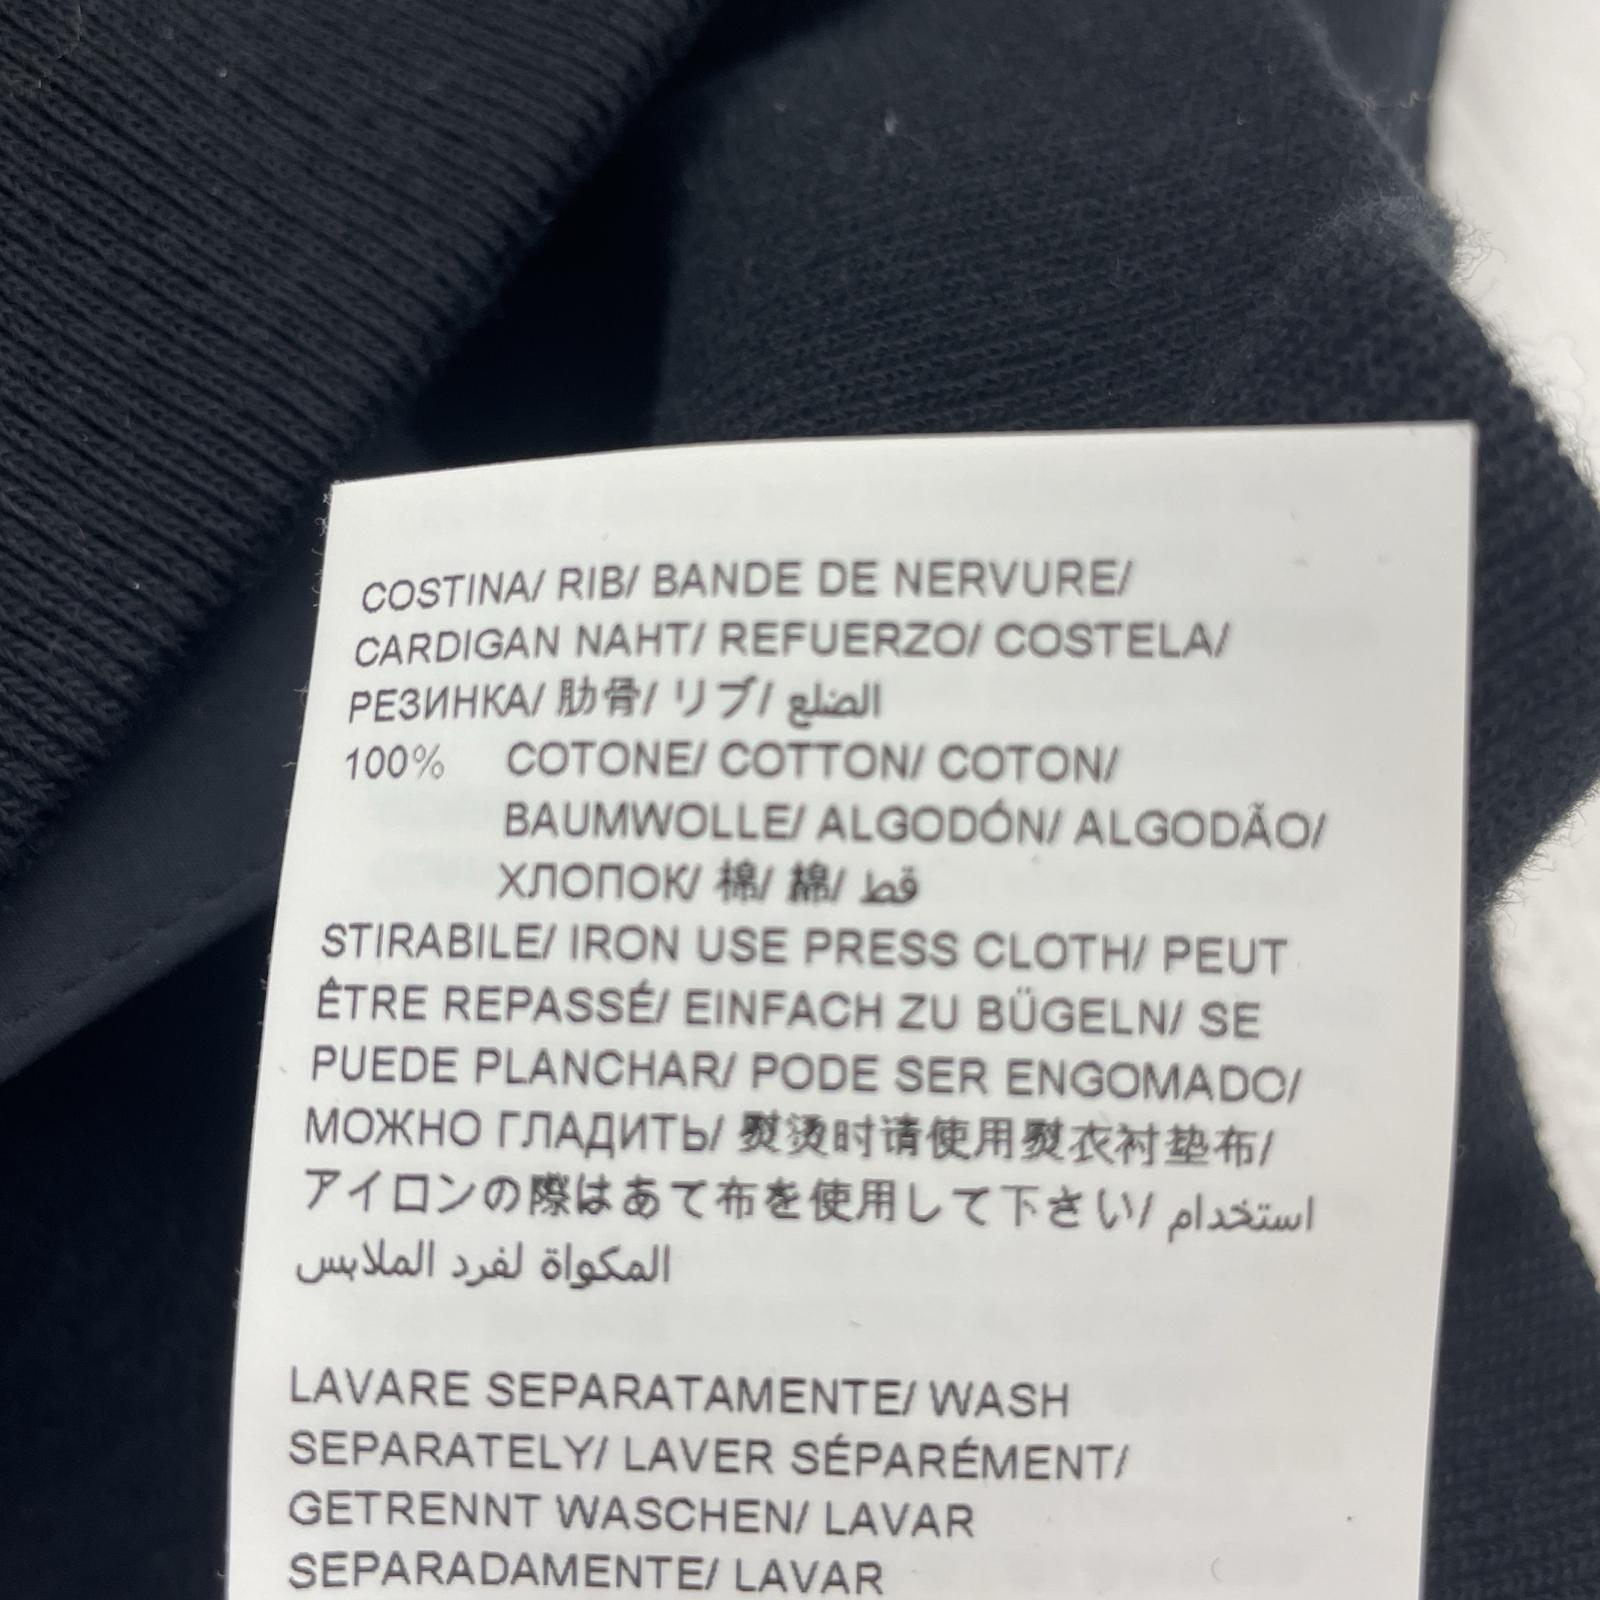 COSTINA/ RIB/ BANDE DE NERVURE/
CARDIGAN NAHT/ REFUERZO/ COSTELA/
РЕЗИНКА/ 肋骨/ リブ/ الضلع
100% COTONE/ COTTON/ COTON/
BAUMWOLLE/ ALGODÓN/ ALGODÃO/
ХЛОПОК/ 棉/ 綿/ قط
STIRABILE/ IRON USE PRESS CLOTH/ PEUT
ÊTRE REPASSÉ/ EINFACH ZU BÜGELN/ SE
PUEDE PLANCHAR/ PODE SER ENGOMADO/
МОЖНО ГЛАДИТЬ/ 熨烫时请使用熨衣衬垫布/
アイロンの際はあて布を使用して下さい/ استخدام
المكواة لفرد الملابس
LAVARE SEPARATAMENTE/ WASH
SEPARATELY/ LAVER SÉPARÉMENT/
GETRENNT WASCHEN/ LAVAR
SEPARADAMENTE/ LAVAR